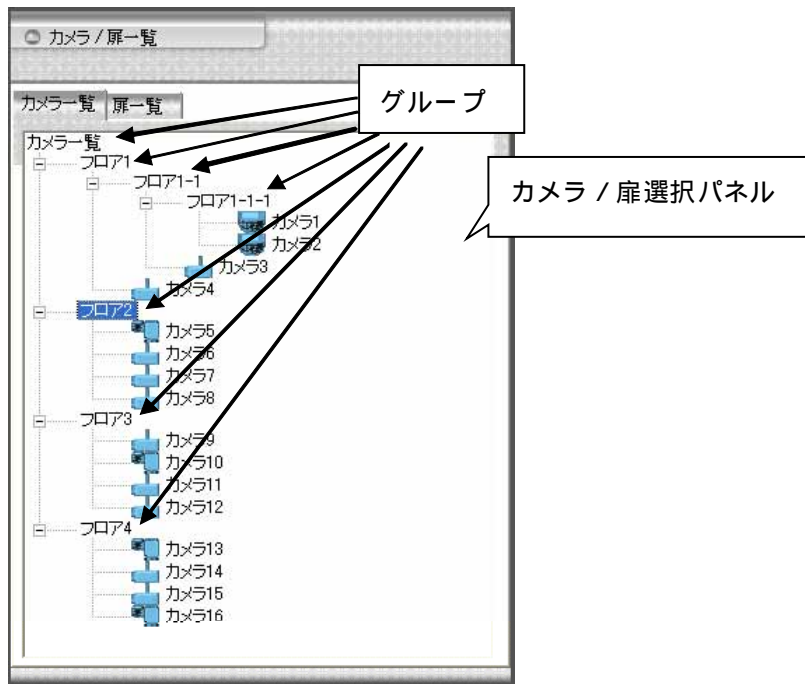 カメラ / 扉一覧
グループ
カメラ一覧 扉一覧
カメラ一覧
フロア1
カメラ / 扉選択パネル
フロア1-1
フロア1-1-1
カメラ1
カメラ2
カメラ3
カメラ4
フロア2
カメラ5
カメラ6
カメラ7
カメラ8
フロア3
カメラ9
カメラ10
カメラ11
カメラ12
フロア4
カメラ13
カメラ14
カメラ15
カメラ16